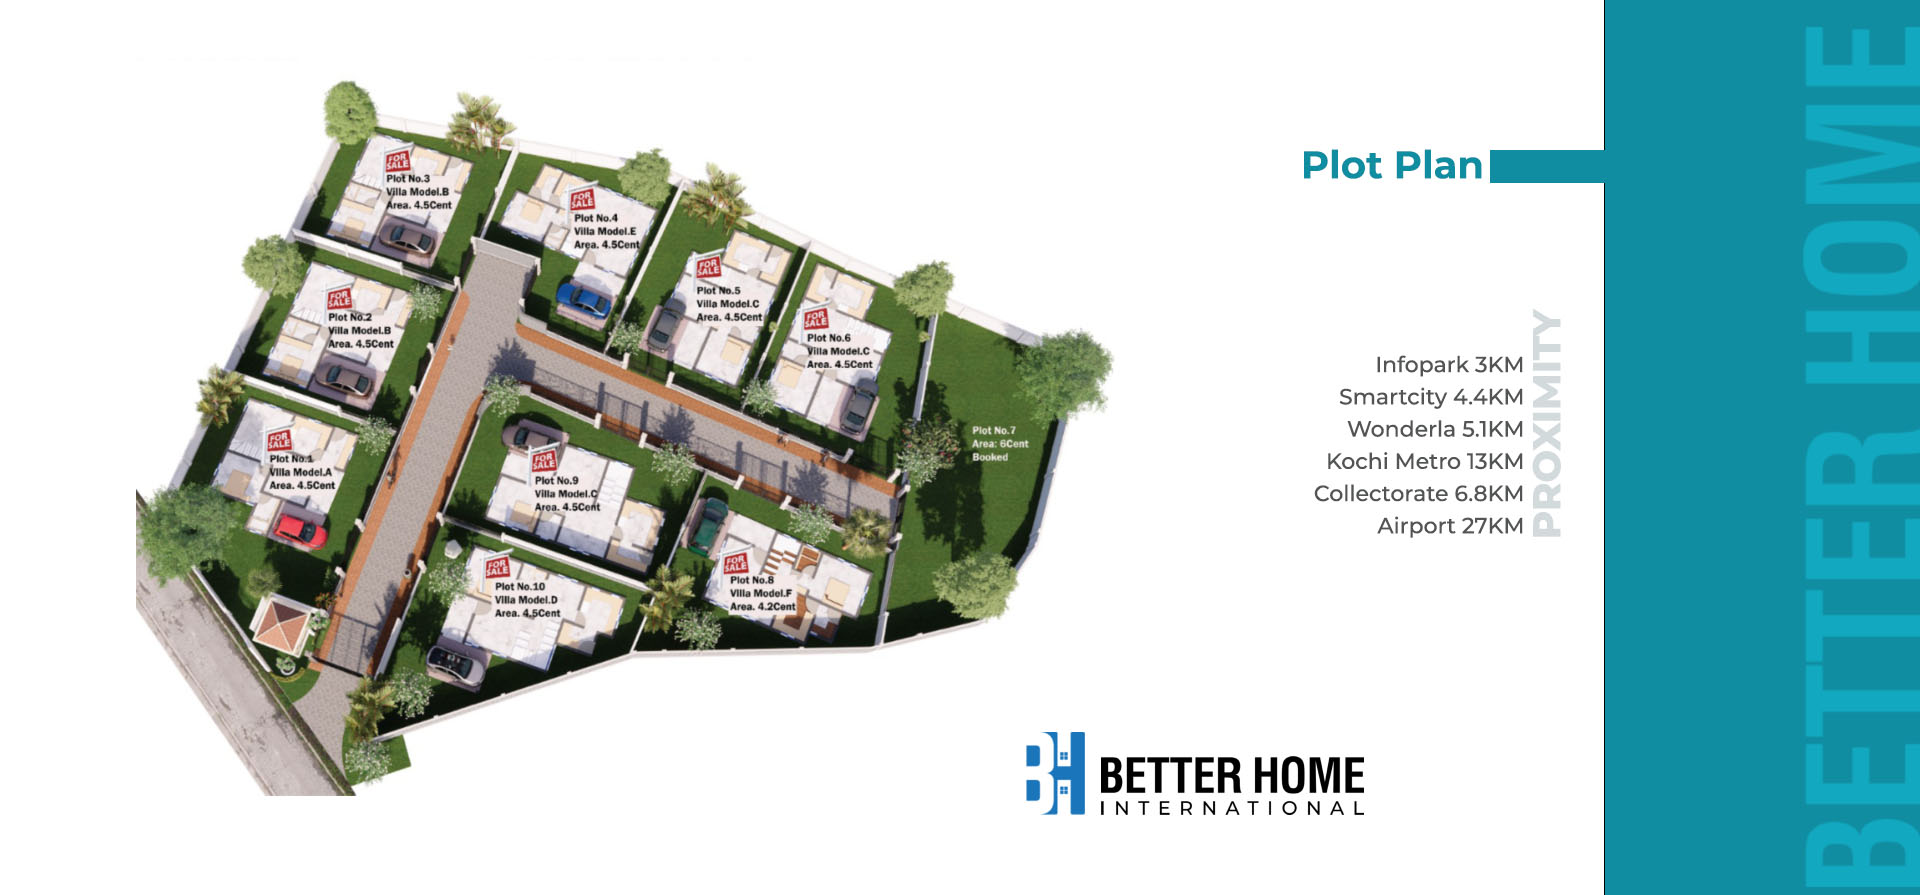 Plot Plan
FOR
SALE
Plot No.3
Villa Model.B
Area. 4.5Cent
FOR
SALE
Plot No.4
Villa Model.E
Area. 4.5Cent
FOR
SALE
Plot No.5
Villa Model.C
Area. 4.5Cent
FOR
SALE
Plot No.6
Villa Model.C
Area. 4.5Cent
FOR
SALE
Plot No.2
Villa Model.B
Area. 4.5Cent
Plot No.7
Area: 6Cent
Booked
FOR
SALE
Plot No.1
Villa Model.A
Area. 4.5Cent
FOR
SALE
Plot No.9
Villa Model.C
Area. 4.5Cent
FOR
SALE
Plot No.8
Villa Model.F
Area. 4.2Cent
FOR
SALE
Plot No.10
Villa Model.D
Area. 4.5Cent
PROXIMITY
Infopark 3KM
Smartcity 4.4KM
Wonderla 5.1KM
Kochi Metro 13KM
Collectorate 6.8KM
Airport 27KM
BH
BETTER HOME
INTERNATIONAL
BETTER HOME